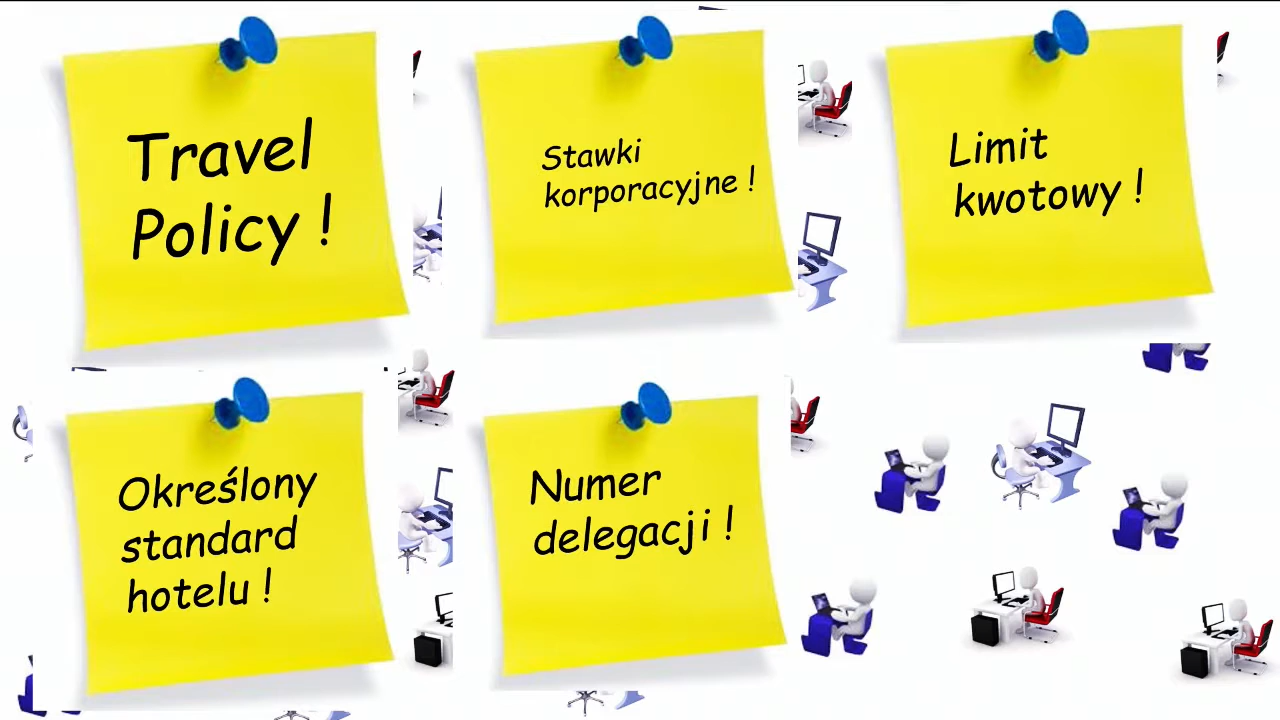 Travel
Policy !
Stawki
korporacyjne !
Limit
kwotowy !
Określony
standard
hotelu !
Numer
delegacji !